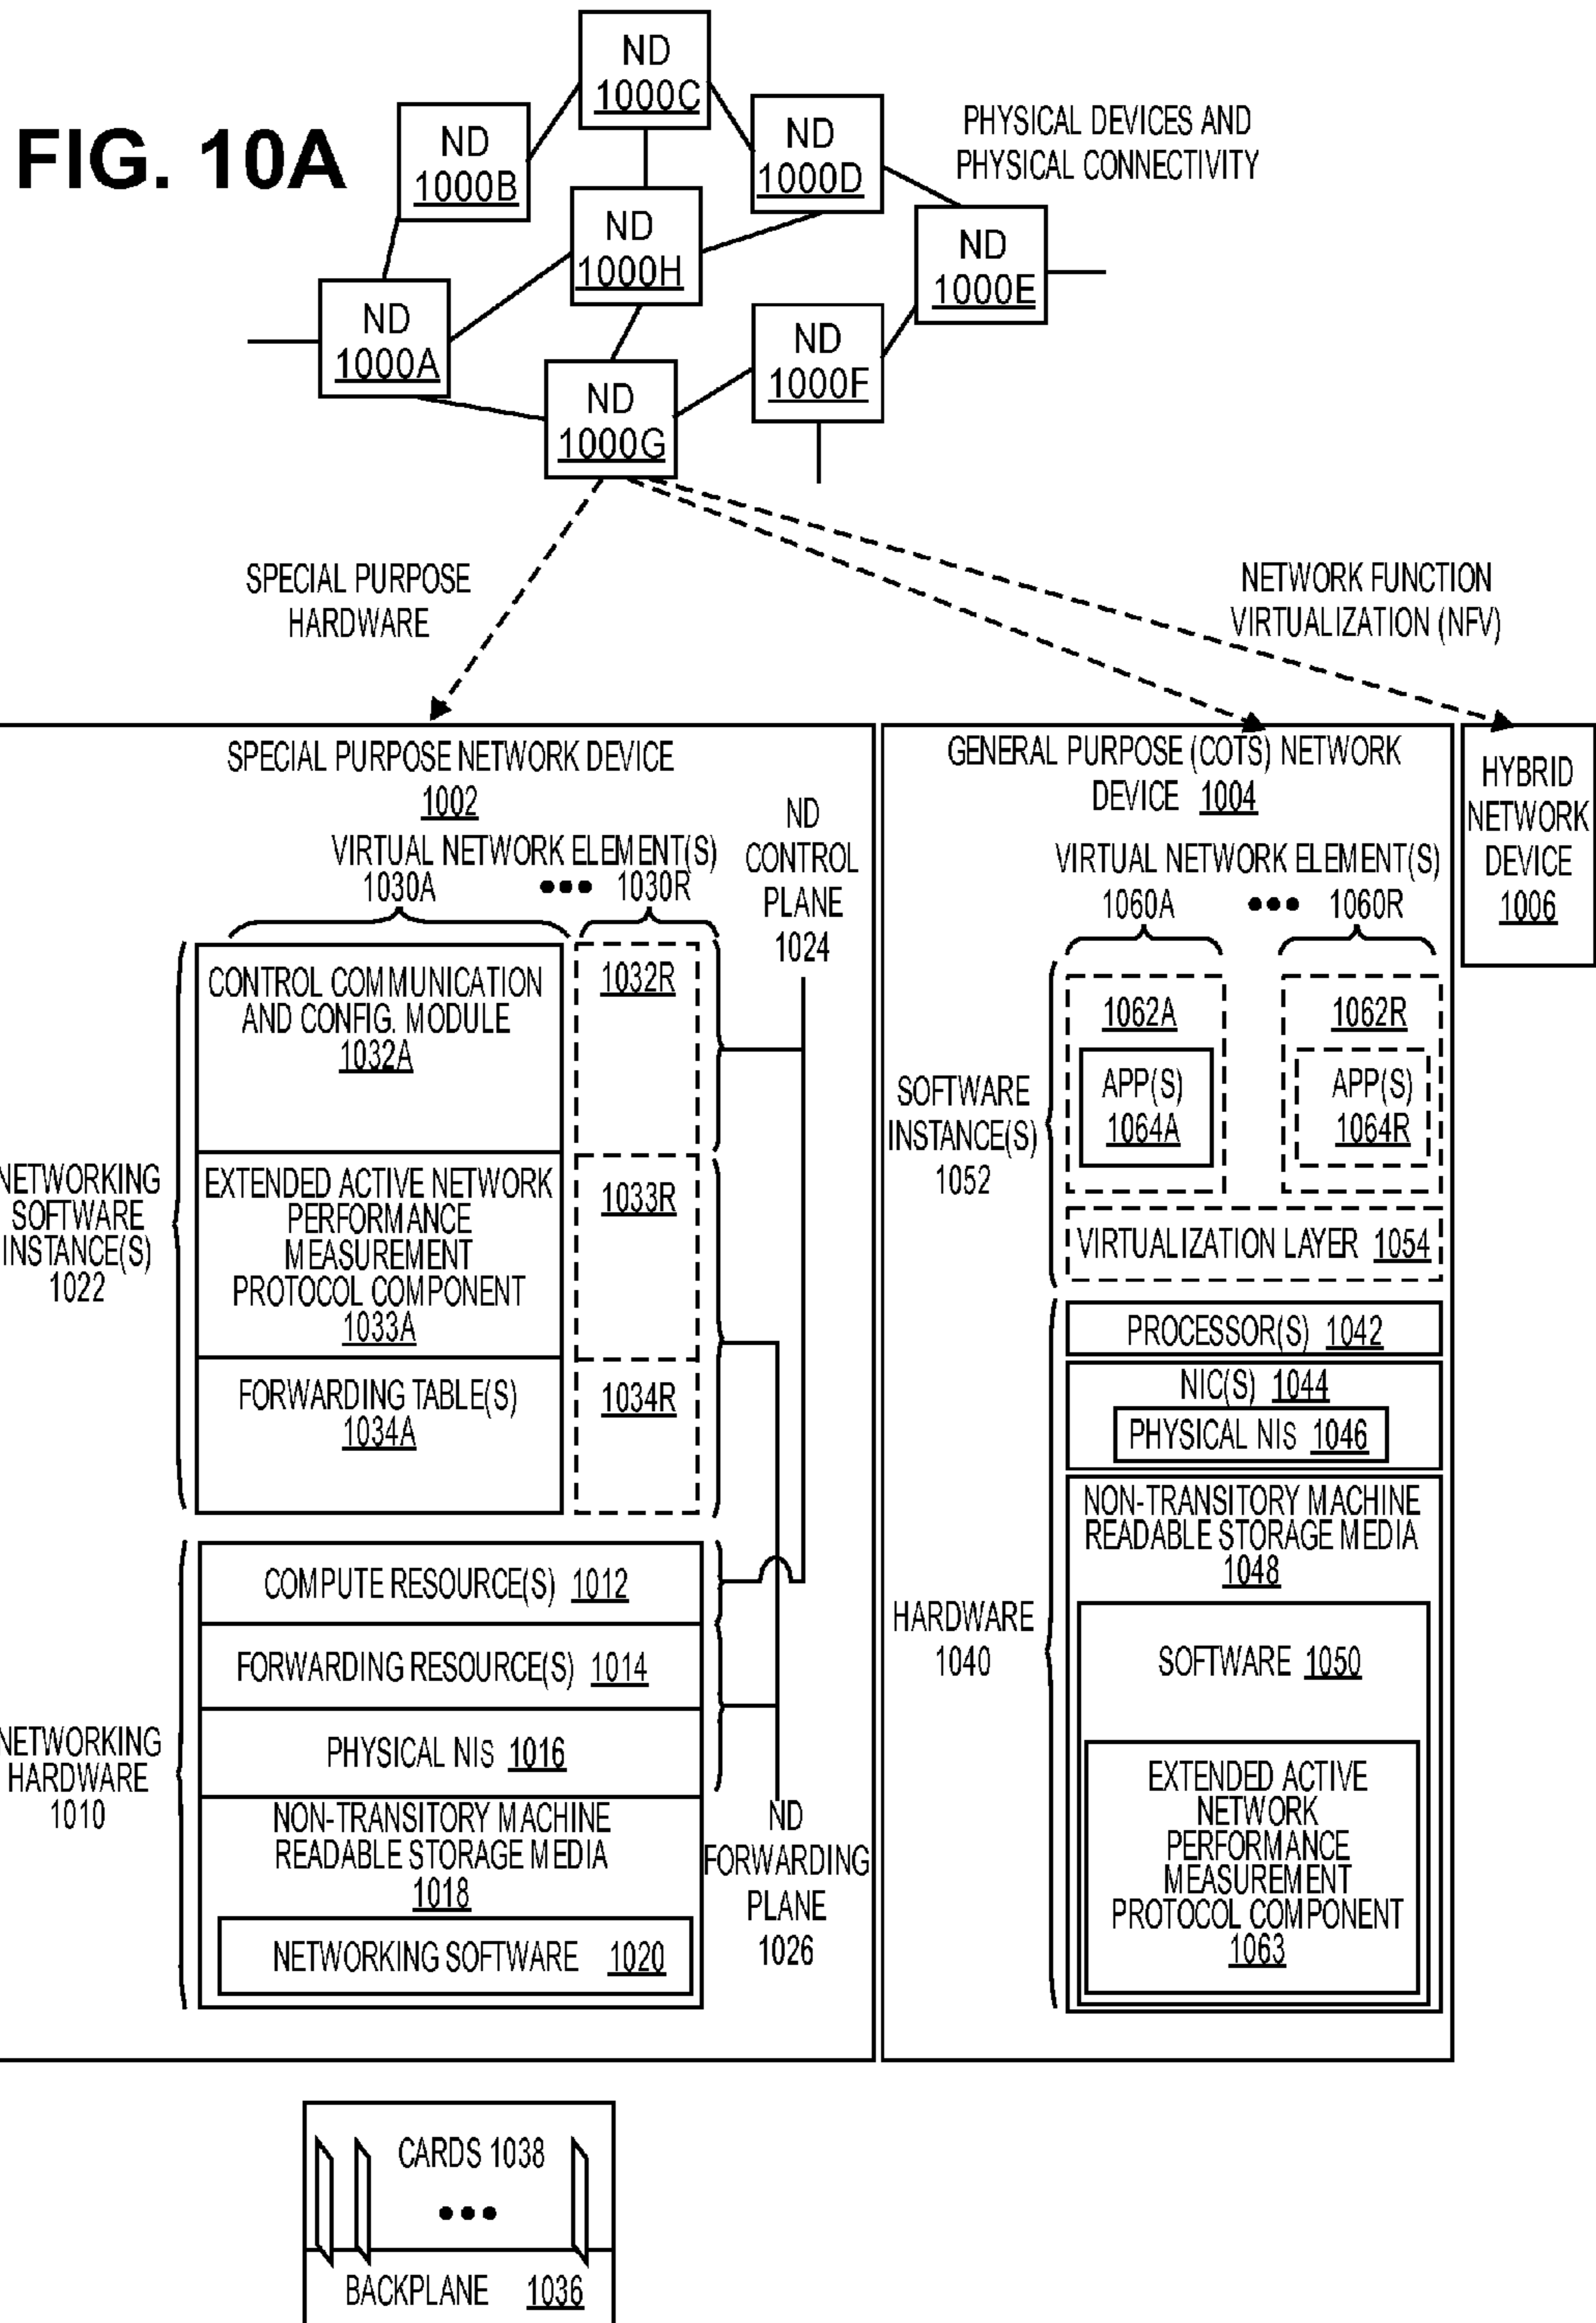 FIG. 10A
ND
1000C
ND
1000B
ND
1000D
PHYSICAL DEVICES AND
PHYSICAL CONNECTIVITY
ND
1000H
ND
1000E
ND
1000A
ND
1000F
ND
1000G
SPECIAL PURPOSE
HARDWARE
NETWORK FUNCTION
VIRTUALIZATION (NFV)
SPECIAL PURPOSE NETWORK DEVICE
1002
VIRTUAL NETWORK ELEMENT(S)
1030A ••• 1030R
ND
CONTROL
PLANE
1024
NETWORKING
SOFTWARE
INSTANCE(S)
1022
CONTROL COMMUNICATION
AND CONFIG. MODULE
1032A
1032R
EXTENDED ACTIVE NETWORK
PERFORMANCE
MEASUREMENT
PROTOCOL COMPONENT
1033A
1033R
FORWARDING TABLE(S)
1034A
1034R
NETWORKING
HARDWARE
1010
COMPUTE RESOURCE(S) 1012
FORWARDING RESOURCE(S) 1014
PHYSICAL NIS 1016
NON-TRANSITORY MACHINE
READABLE STORAGE MEDIA
1018
NETWORKING SOFTWARE 1020
ND
FORWARDING
PLANE
1026
GENERAL PURPOSE (COTS) NETWORK
DEVICE 1004
VIRTUAL NETWORK ELEMENT(S)
1060A ••• 1060R
SOFTWARE
INSTANCE(S)
1052
1062A
APP(S)
1064A
1062R
APP(S)
1064R
VIRTUALIZATION LAYER 1054
HARDWARE
1040
PROCESSOR(S) 1042
NIC(S) 1044
PHYSICAL NIS 1046
NON-TRANSITORY MACHINE
READABLE STORAGE MEDIA
1048
SOFTWARE 1050
EXTENDED ACTIVE
NETWORK
PERFORMANCE
MEASUREMENT
PROTOCOL COMPONENT
1063
HYBRID
NETWORK
DEVICE
1006
CARDS 1038
•••
BACKPLANE 1036